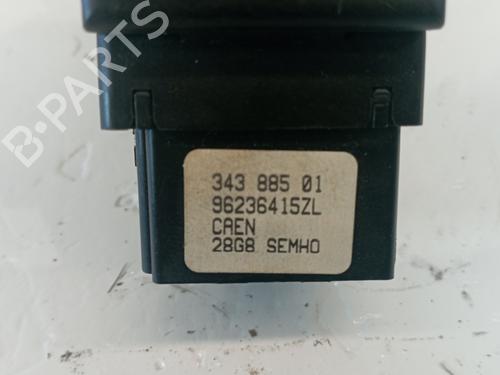 B-PARTS
343 885 01
96236415ZL
CAEN
28G8 SEMHO